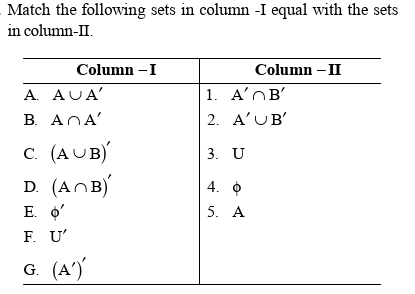 Match the following sets in column -I equal with the sets
in column-II.
Column – I Column – II
A. A ∪ A′ 1. A′ ∩ B′
B. A ∩ A′ 2. A′ ∪ B′
C. (A ∪ B)′ 3. U
D. (A ∩ B)′ 4. ϕ
E. ϕ′ 5. A
F. U′
G. (A′)′